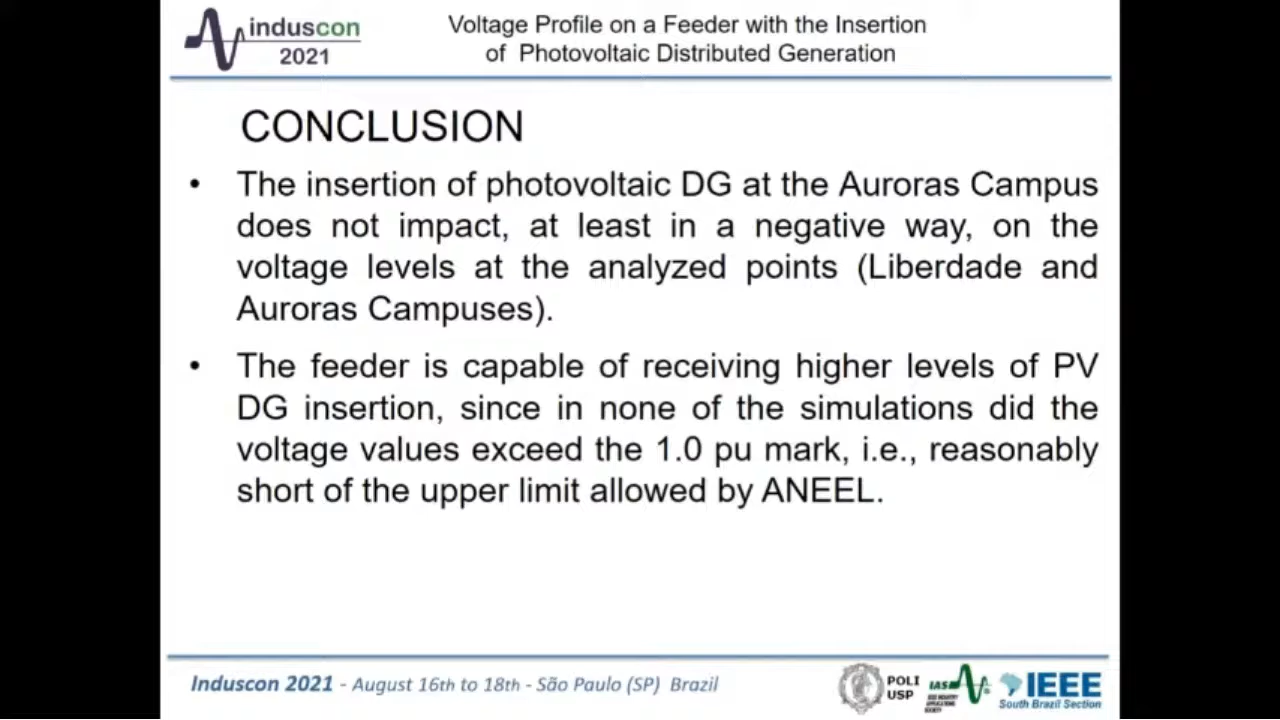 induscon
2021
Voltage Profile on a Feeder with the Insertion
of Photovoltaic Distributed Generation
CONCLUSION
• The insertion of photovoltaic DG at the Auroras Campus
does not impact, at least in a negative way, on the
voltage levels at the analyzed points (Liberdade and
Auroras Campuses).
• The feeder is capable of receiving higher levels of PV
DG insertion, since in none of the simulations did the
voltage values exceed the 1.0 pu mark, i.e., reasonably
short of the upper limit allowed by ANEEL.
Induscon 2021 - August 16th to 18th - São Paulo (SP) Brazil
POLI
USP
IAS
IEEE INDUSTRY
APPLICATIONS
SOCIETY
IEEE
South Brazil Section